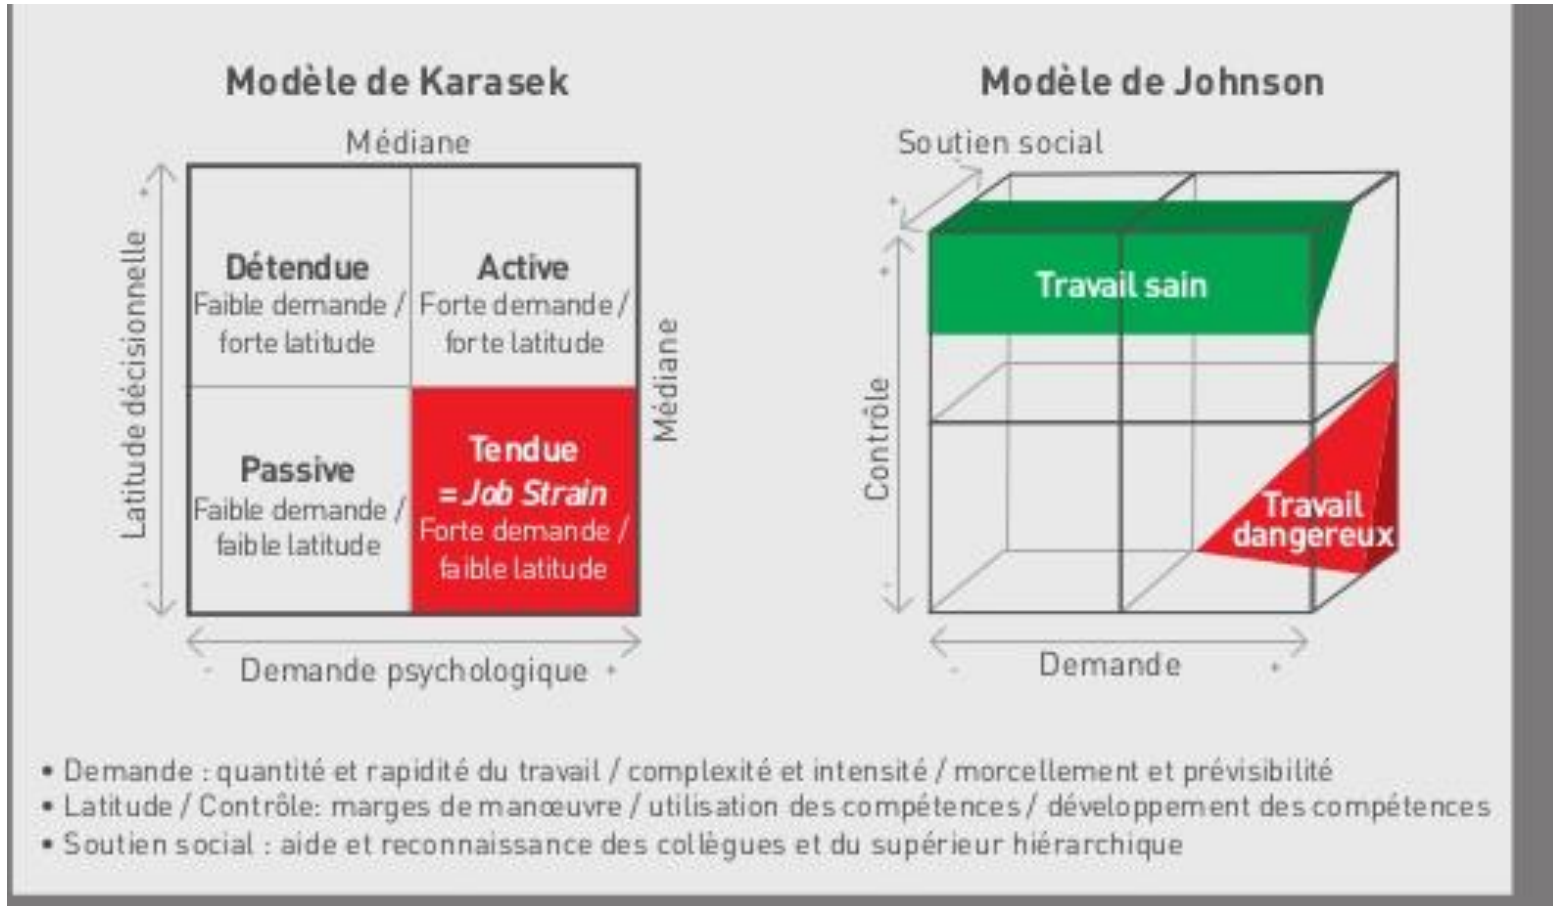 Modèle de Karasek
Médiane
Latitude décisionnelle
+
-
Détendue
Faible demande /
forte latitude
Active
Forte demande /
forte latitude
Passive
Faible demande /
faible latitude
Tendue
= Job Strain
Forte demande /
faible latitude
Médiane
- Demande psychologique +
Modèle de Johnson
Soutien social
-
+
Contrôle
+
-
Travail sain
Travail
dangereux
- Demande +
• Demande : quantité et rapidité du travail / complexité et intensité / morcellement et prévisibilité
• Latitude / Contrôle: marges de manœuvre / utilisation des compétences / développement des compétences
• Soutien social : aide et reconnaissance des collègues et du supérieur hiérarchique